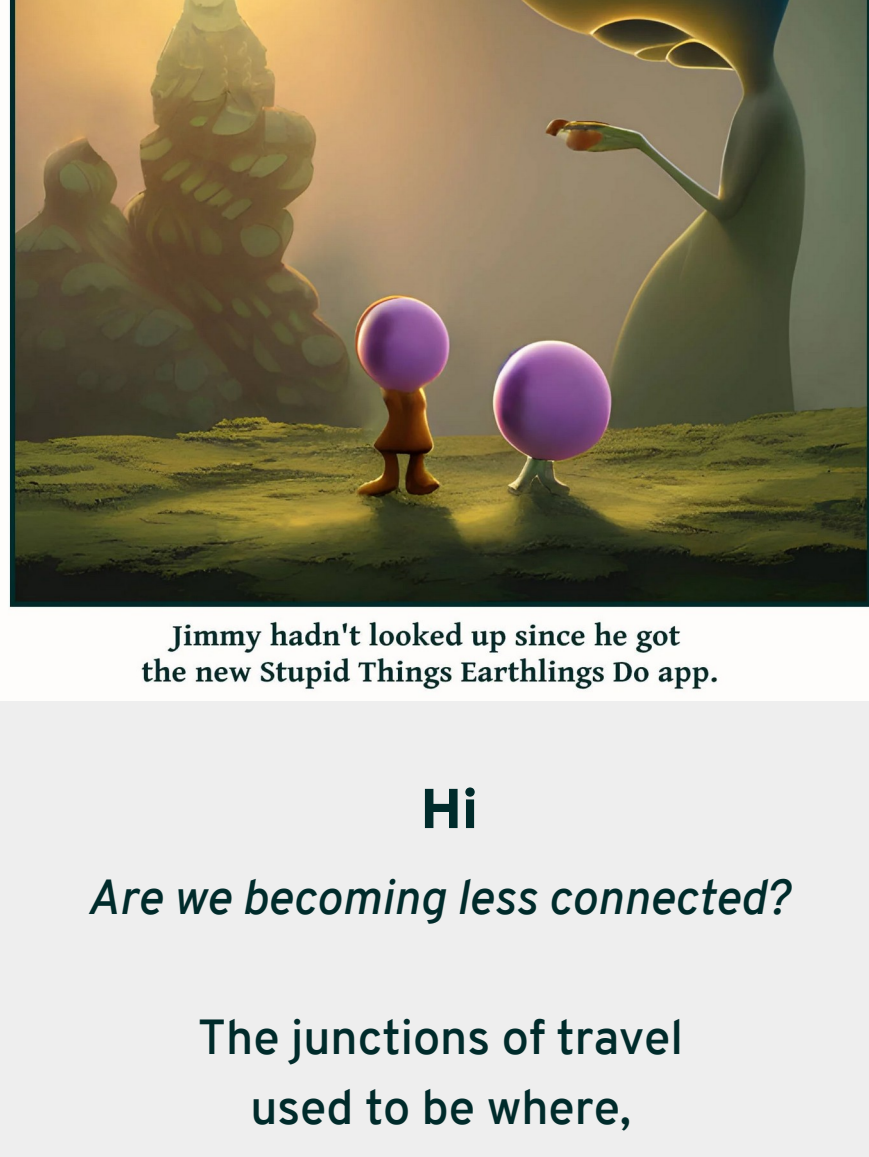 Jimmy hadn't looked up since he got
the new Stupid Things Earthlings Do app.
Hi
Are we becoming less connected?
The junctions of travel
used to be where,